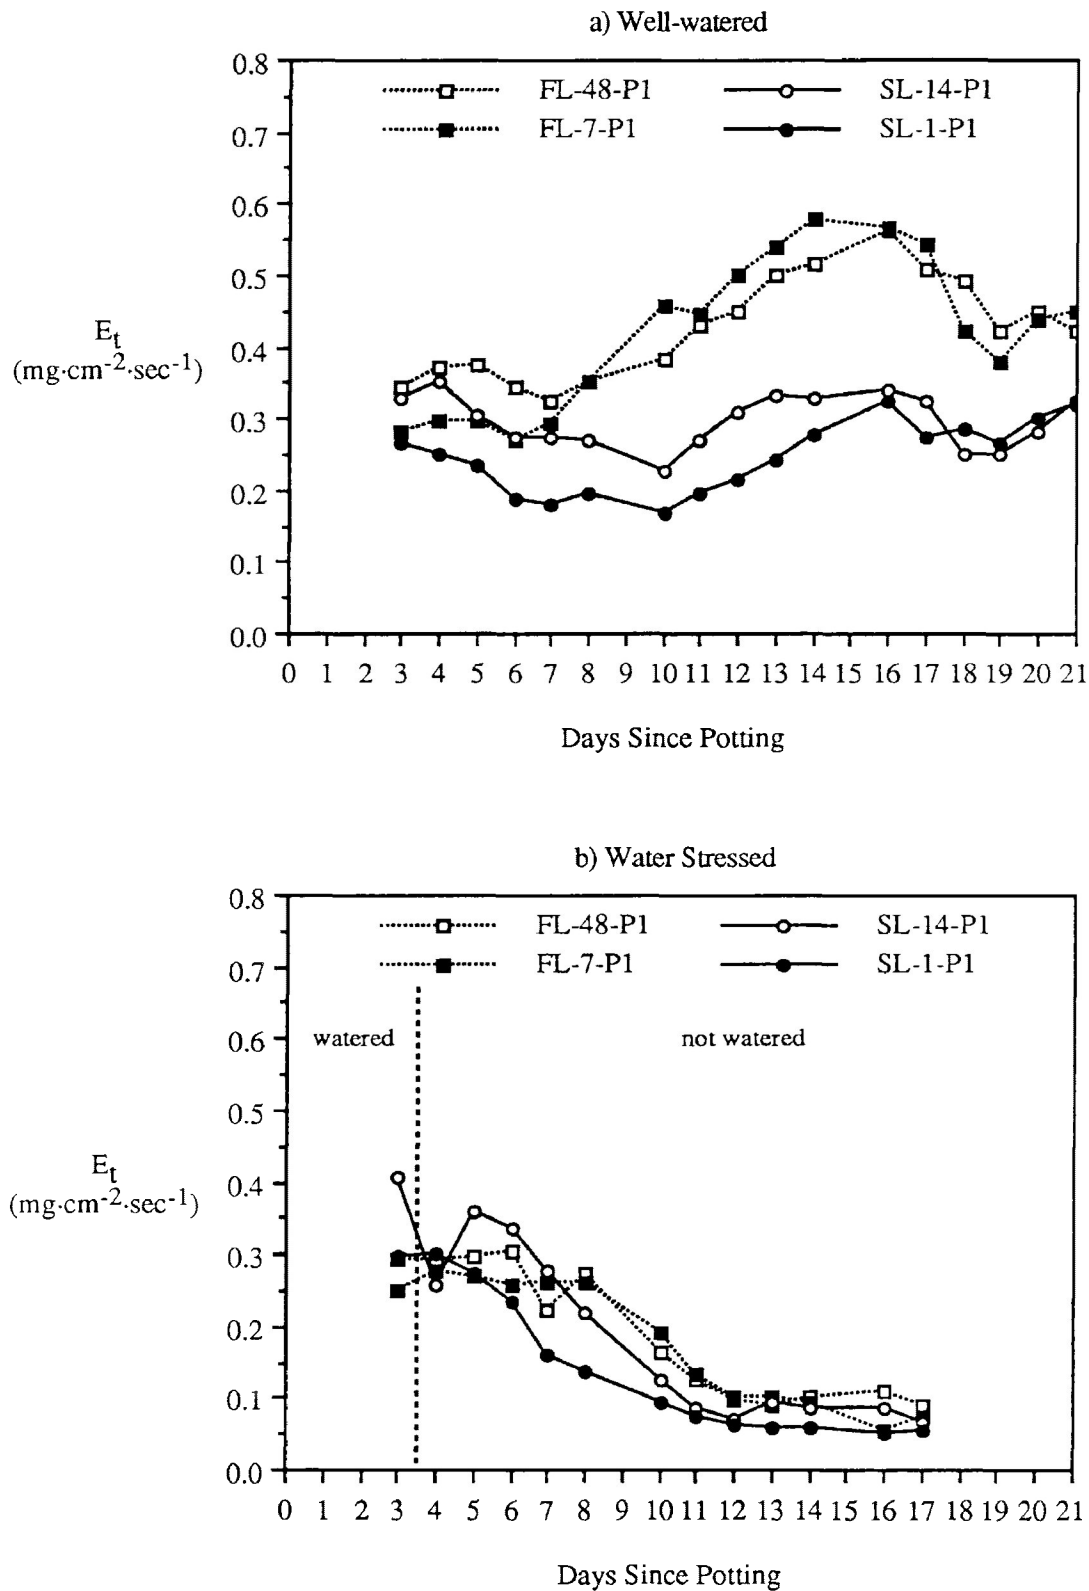 a) Well-watered
0.8
FL-48-P1 SL-14-P1
FL-7-P1 SL-1-P1
0.7
0.6
0.5
0.4
0.3
0.2
0.1
0.0
Et
(mg·cm-2·sec-1)
0 1 2 3 4 5 6 7 8 9 10 11 12 13 14 15 16 17 18 19 20 21
Days Since Potting
b) Water Stressed
0.8
FL-48-P1 SL-14-P1
FL-7-P1 SL-1-P1
0.7
watered not watered
0.6
0.5
0.4
0.3
0.2
0.1
0.0
Et
(mg·cm-2·sec-1)
0 1 2 3 4 5 6 7 8 9 10 11 12 13 14 15 16 17 18 19 20 21
Days Since Potting